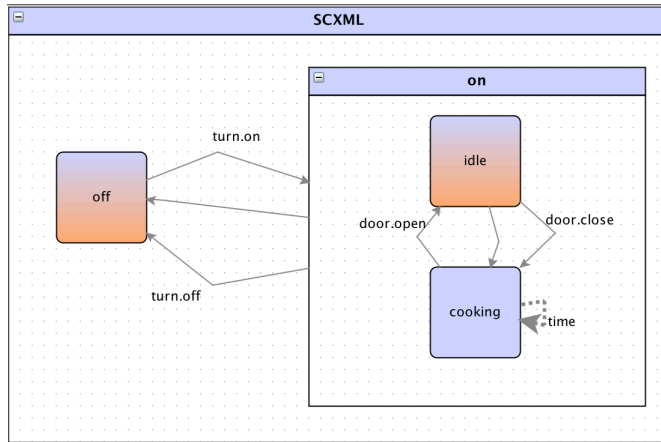 SCXML
on
turn.on
idle
off
door.open
door.close
turn.off
cooking
time